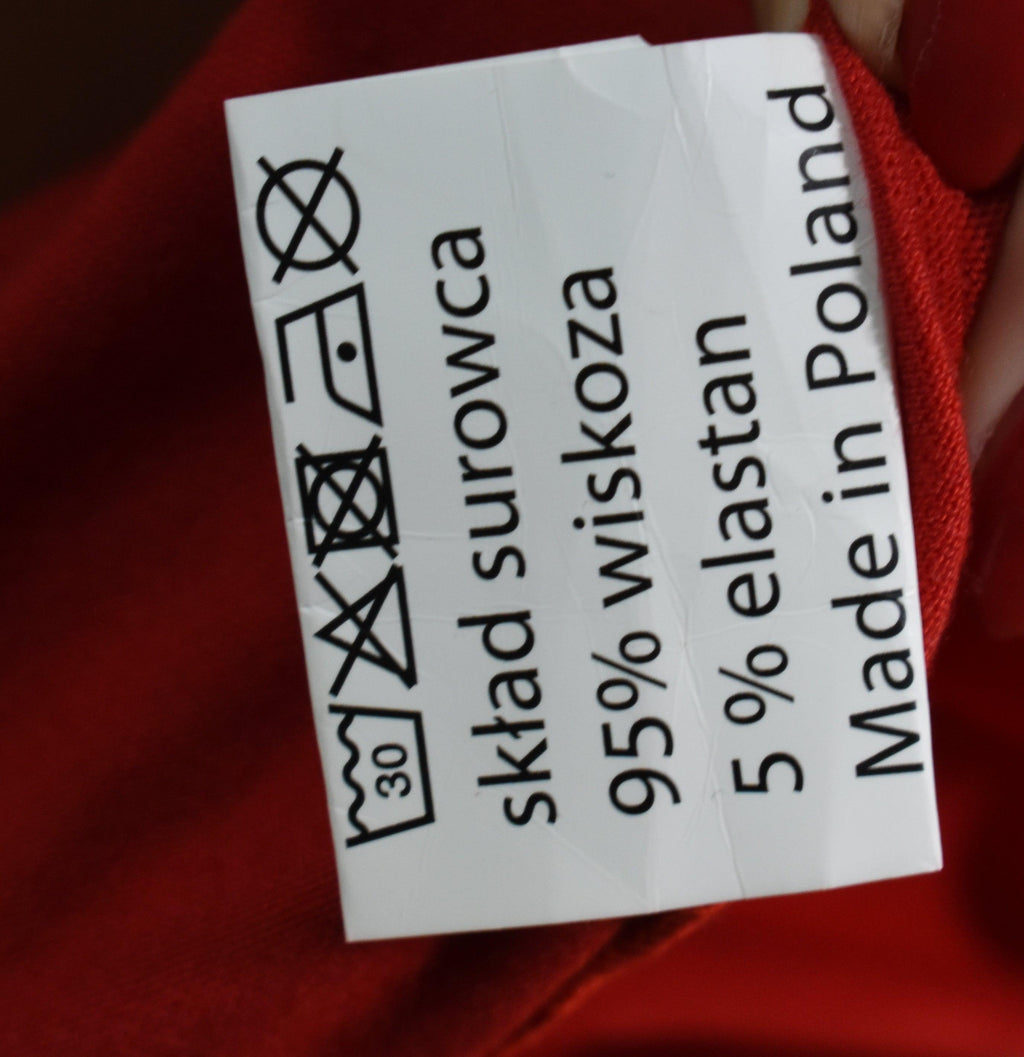 30
skład surowca
95% wiskoza
5 % elastan
Made in Poland